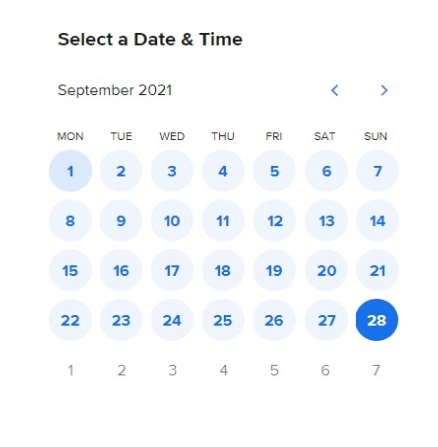 Select a Date & Time
September 2021
MON TUE WED THU FRI SAT SUN
1 2 3 4 5 6 7
8 9 10 11 12 13 14
15 16 17 18 19 20 21
22 23 24 25 26 27 28
1 2 3 4 5 6 7